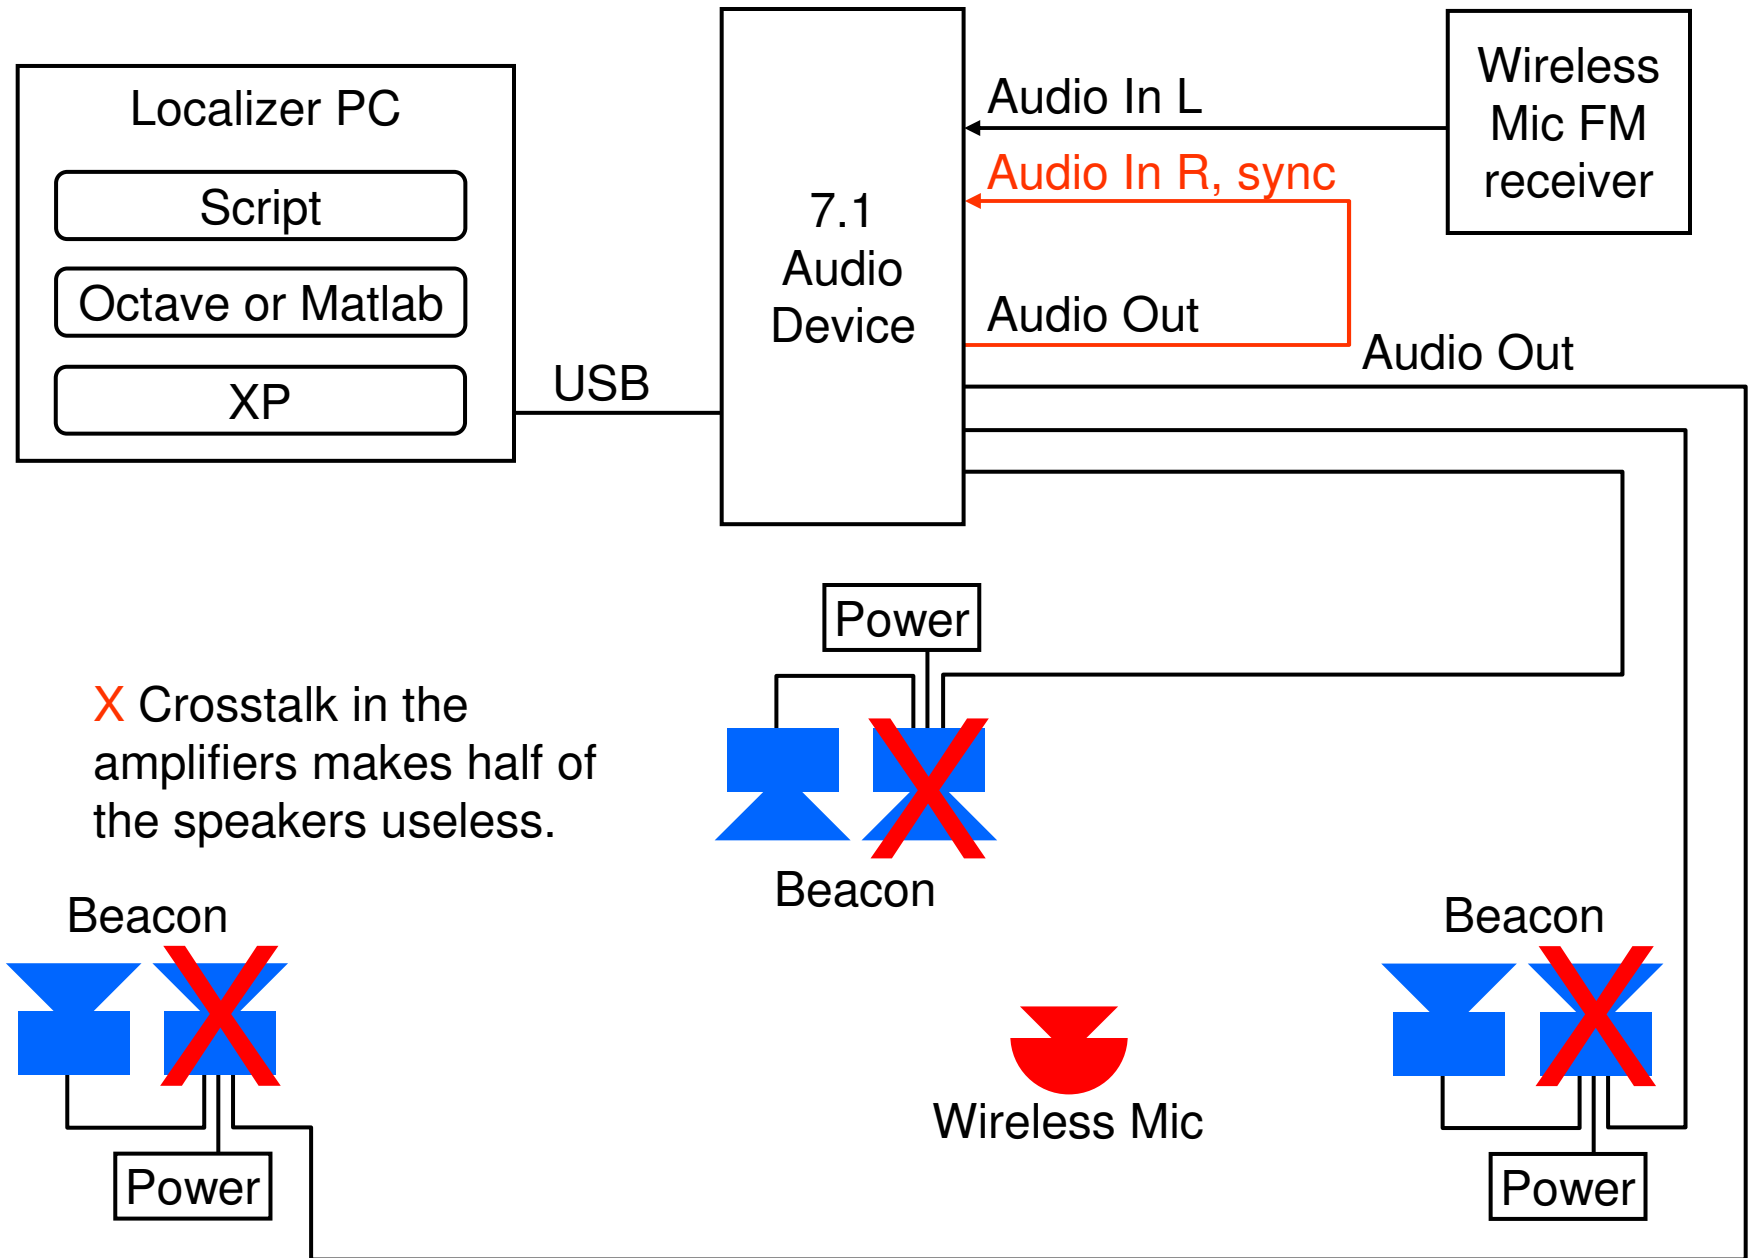 Localizer PC
Script
Octave or Matlab
XP
USB
7.1
Audio
Device
Audio In L
Audio In R, sync
Audio Out
Audio Out
Wireless
Mic FM
receiver
Power
X Crosstalk in the
amplifiers makes half of
the speakers useless.
Beacon
Beacon
Beacon
Wireless Mic
Power
Power